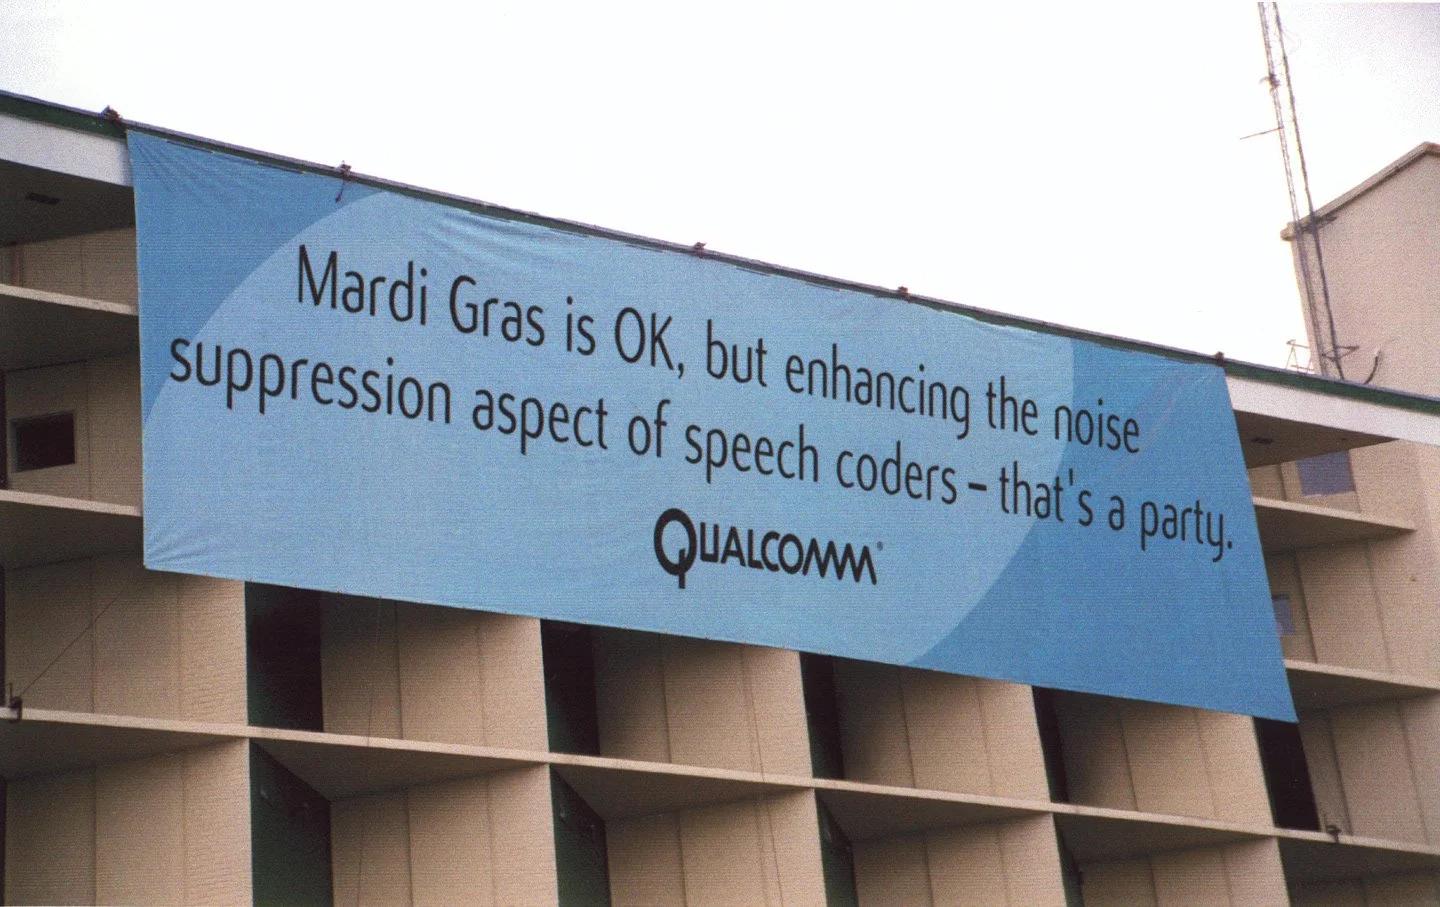 Mardi Gras is OK, but enhancing the noise
suppression aspect of speech coders – that's a party.
QUALCOMM®